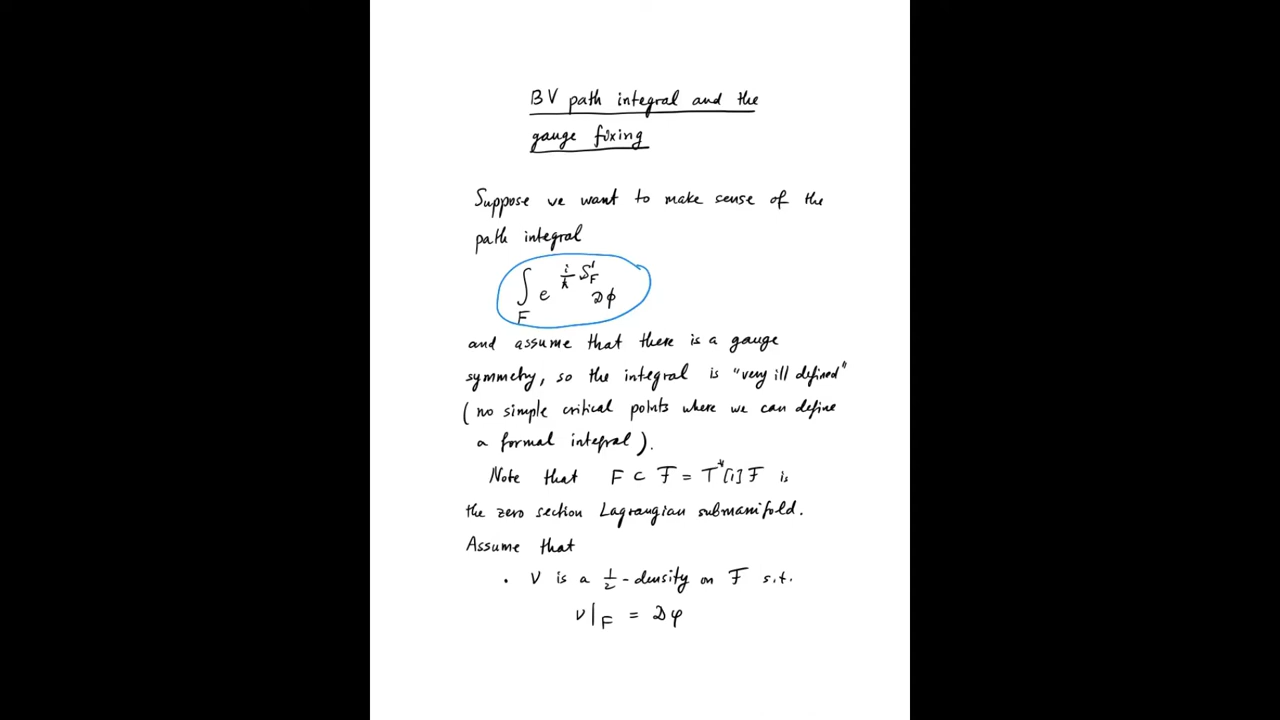 BV path integral and the
gauge fixing
Suppose we want to make sense of the
path integral
∫_F e^{i/ħ S_F} 𝒟φ
and assume that there is a gauge
symmetry, so the integral is "very ill defined"
(no simple critical points where we can define
a formal integral).
Note that F ⊂ ℱ = T*[1]F is
the zero section Lagrangian submanifold.
Assume that
• ν is a 1/2-density on ℱ s.t.
ν|_F = 𝒟φ